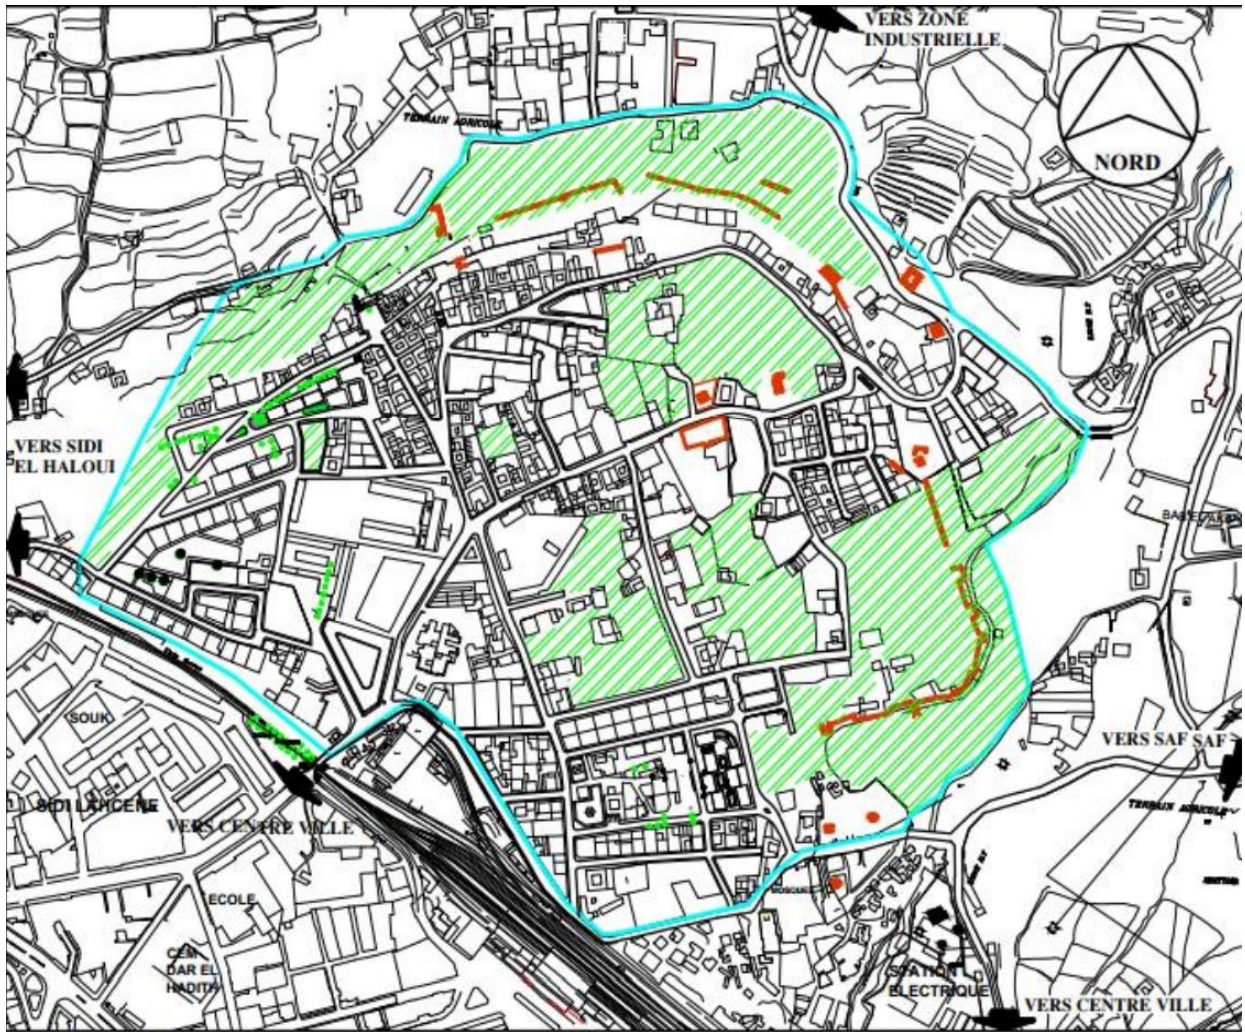 VERS ZONE
INDUSTRIELLE
TERRAIN AGRICOLE
NORD
VERS SIDI
EL HALOUI
SOUK
SIDI LAHCENE
VERS CENTRE VILLE
VERS SAF SAF
TERRAIN AGRICOLE
MOSQUEE
ECOLE
CEM
DAR EL
HADITH
STATION
ELECTRIQUE
VERS CENTRE VILLE